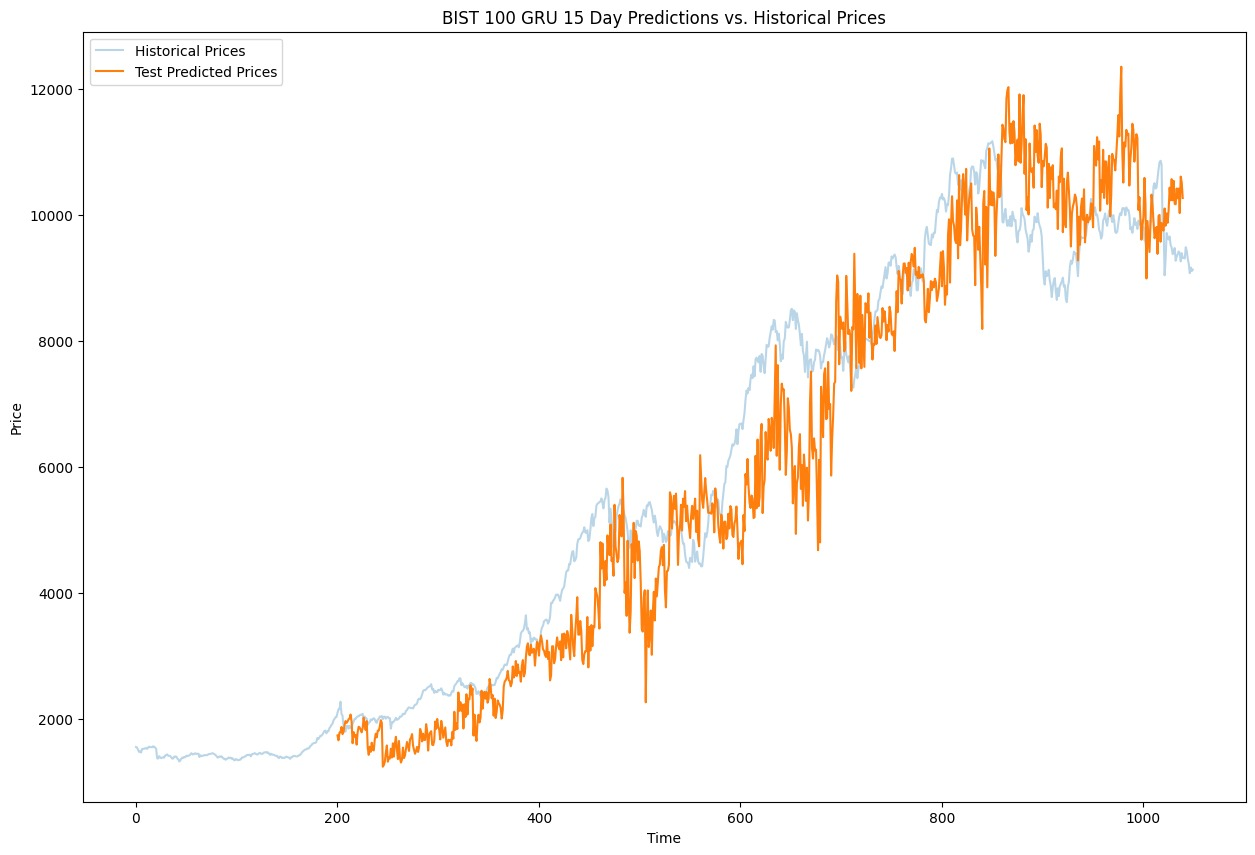 BIST 100 GRU 15 Day Predictions vs. Historical Prices
Historical Prices
Test Predicted Prices
12000
10000
8000
6000
4000
2000
Price
0 200 400 600 800 1000
Time